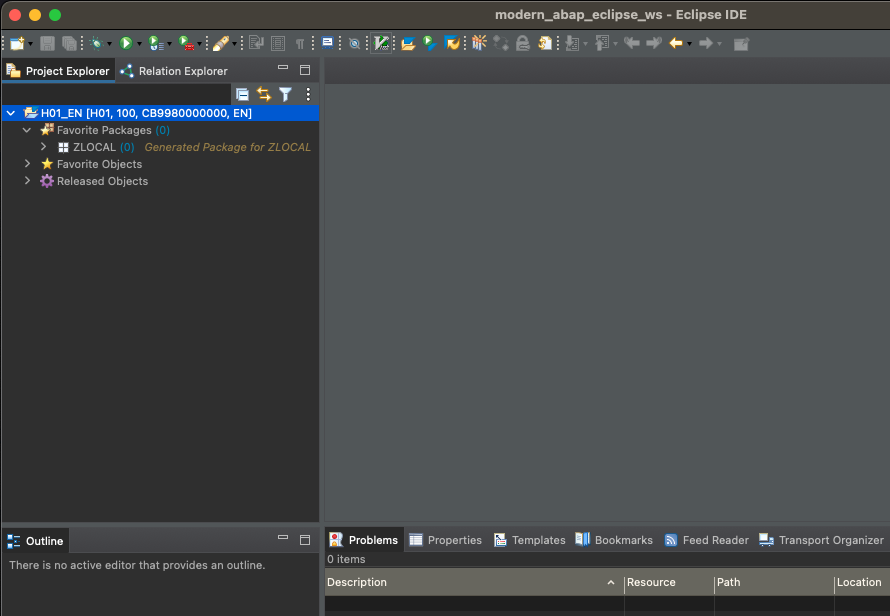 modern_abap_eclipse_ws - Eclipse IDE
Project Explorer
Relation Explorer
H01_EN [H01, 100, CB9980000000, EN]
Favorite Packages (0)
ZLOCAL (0) Generated Package for ZLOCAL
Favorite Objects
Released Objects
Outline
There is no active editor that provides an outline.
Problems Properties Templates Bookmarks Feed Reader Transport Organizer
0 items
Description Resource Path Location